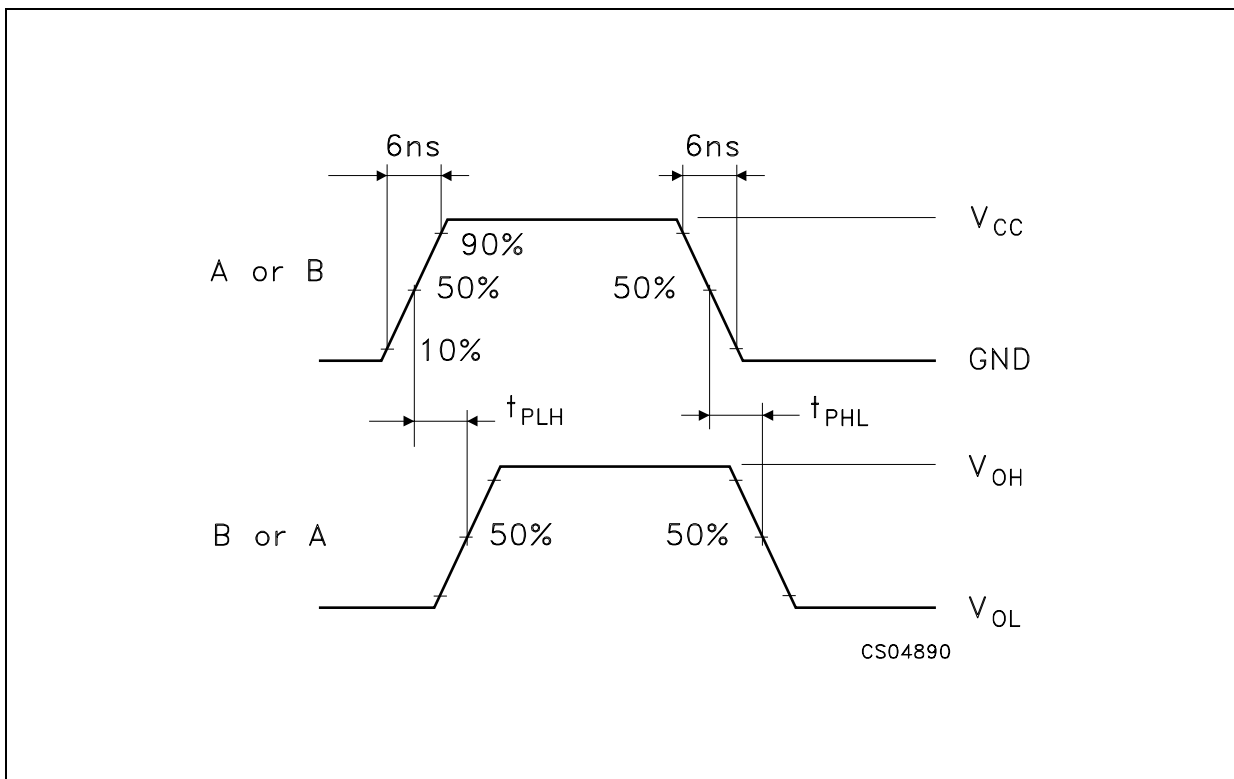 6ns 6ns
V_CC
90%
A or B
50% 50%
10%
GND
t_PLH t_PHL
V_OH
B or A
50% 50%
V_OL
CS04890